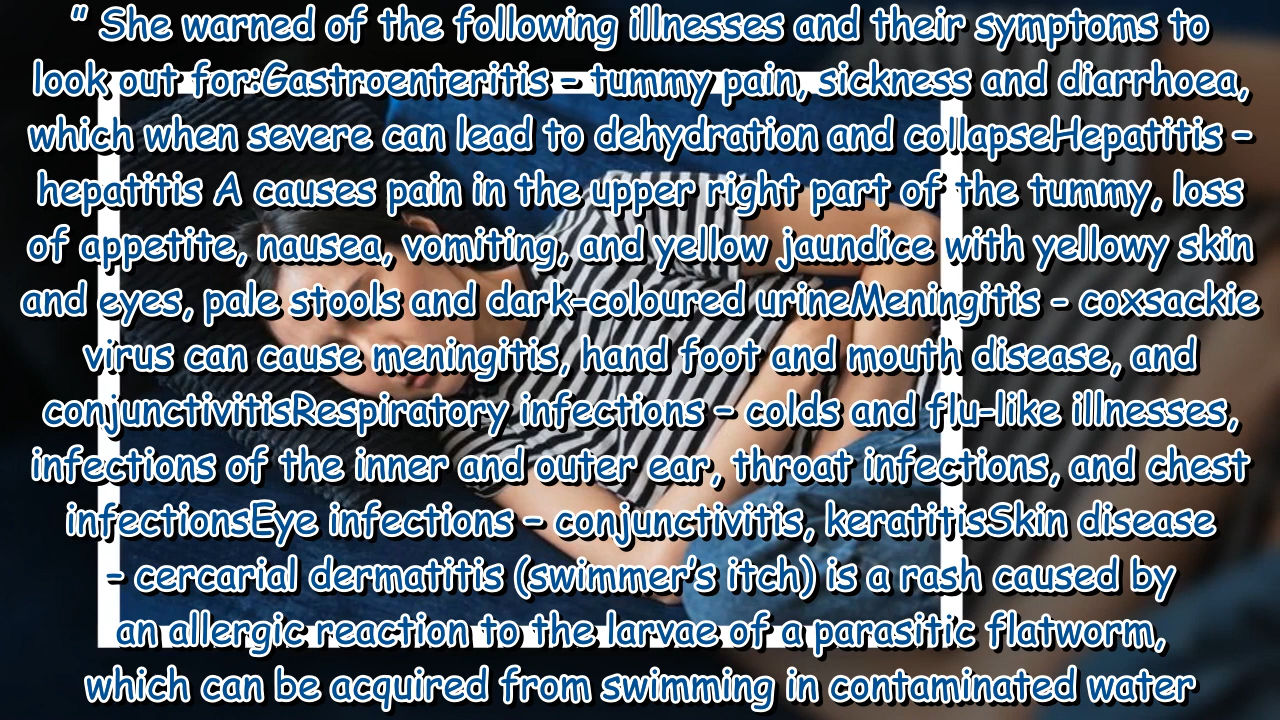 ” She warned of the following illnesses and their symptoms to
look out for:Gastroenteritis – tummy pain, sickness and diarrhoea,
which when severe can lead to dehydration and collapseHepatitis –
hepatitis A causes pain in the upper right part of the tummy, loss
of appetite, nausea, vomiting, and yellow jaundice with yellowy skin
and eyes, pale stools and dark-coloured urineMeningitis – coxsackie
virus can cause meningitis, hand foot and mouth disease, and
conjunctivitisRespiratory infections – colds and flu-like illnesses,
infections of the inner and outer ear, throat infections, and chest
infectionsEye infections – conjunctivitis, keratitisSkin disease
– cercarial dermatitis (swimmer’s itch) is a rash caused by
an allergic reaction to the larvae of a parasitic flatworm,
which can be acquired from swimming in contaminated water